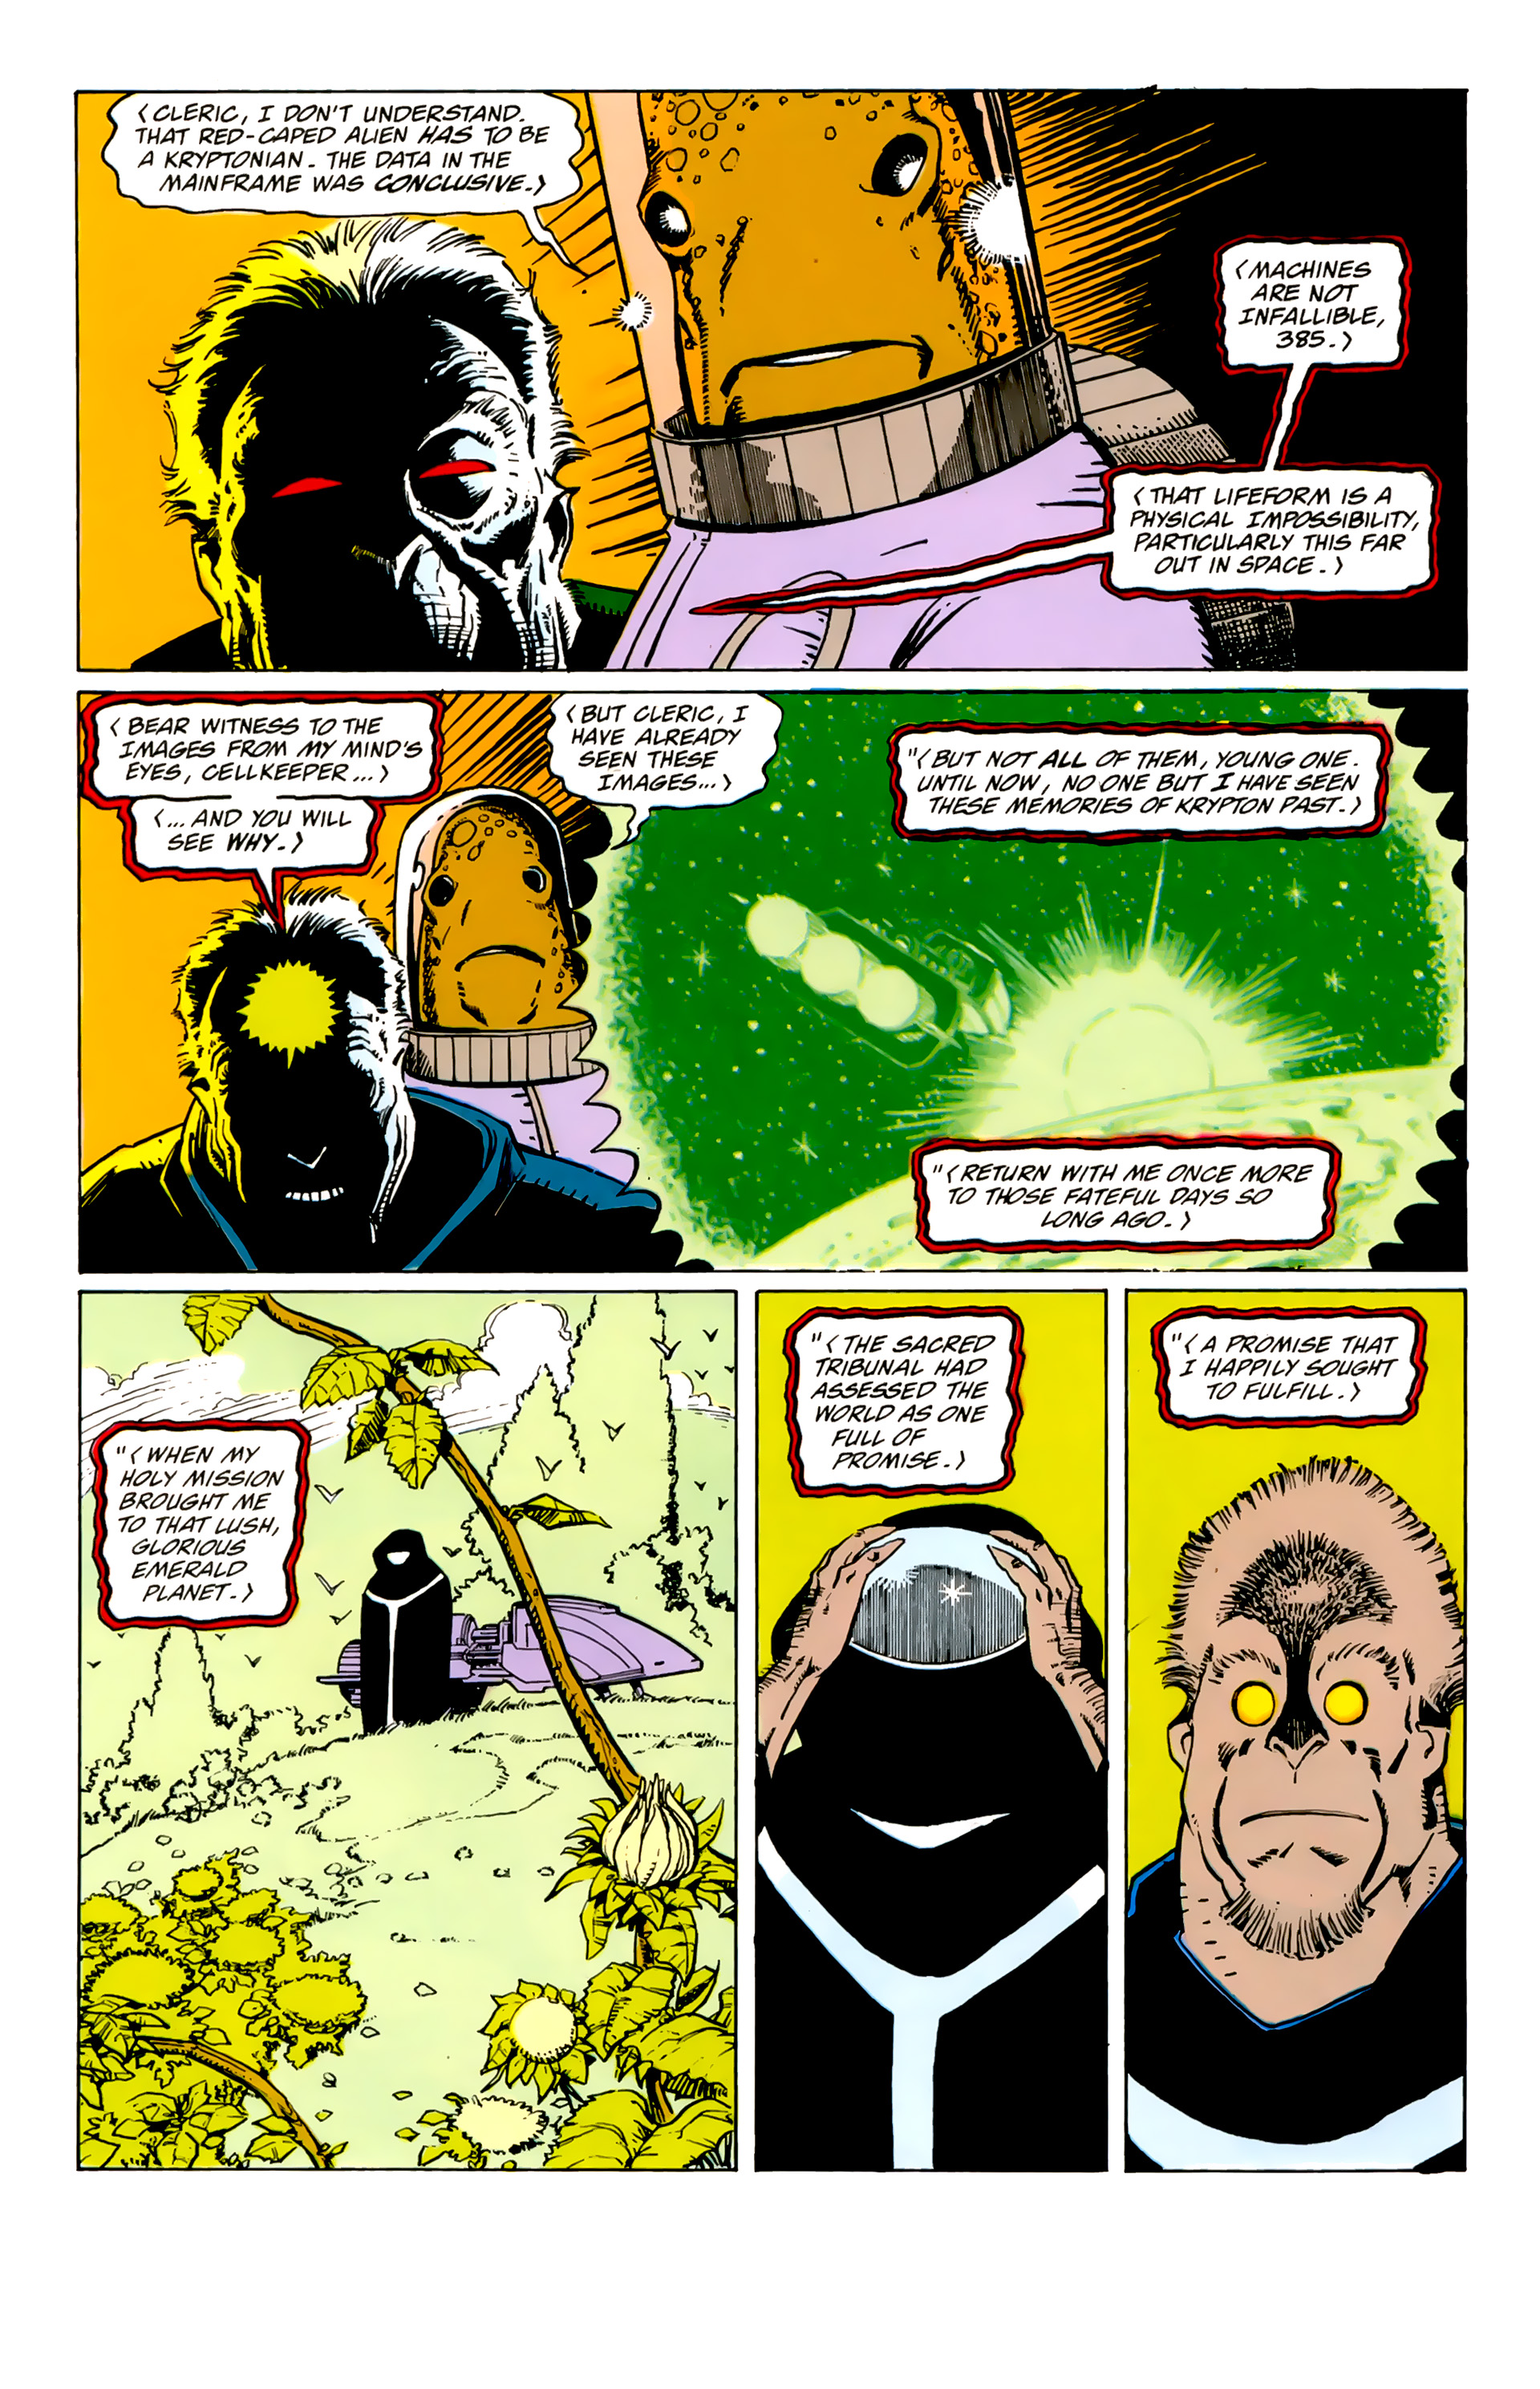 <CLERIC, I DON'T UNDERSTAND.
THAT RED-CAPED ALIEN HAS TO BE
A KRYPTONIAN. THE DATA IN THE
MAINFRAME WAS CONCLUSIVE.>
<MACHINES
ARE NOT
INFALLIBLE,
385.>
<THAT LIFEFORM IS A
PHYSICAL IMPOSSIBILITY,
PARTICULARLY THIS FAR
OUT IN SPACE.>
<BEAR WITNESS TO THE
IMAGES FROM MY MIND'S
EYES, CELLKEEPER...>
<...AND YOU WILL
SEE WHY.>
<BUT CLERIC, I
HAVE ALREADY
SEEN THESE
IMAGES...>
"<BUT NOT ALL OF THEM, YOUNG ONE.
UNTIL NOW, NO ONE BUT I HAVE SEEN
THESE MEMORIES OF KRYPTON PAST.>
"<RETURN WITH ME ONCE MORE
TO THOSE FATEFUL DAYS SO
LONG AGO.>
"<WHEN MY
HOLY MISSION
BROUGHT ME
TO THAT LUSH,
GLORIOUS
EMERALD
PLANET.>
"<THE SACRED
TRIBUNAL HAD
ASSESSED THE
WORLD AS ONE
FULL OF
PROMISE.>
"<A PROMISE THAT
I HAPPILY SOUGHT
TO FULFILL.>